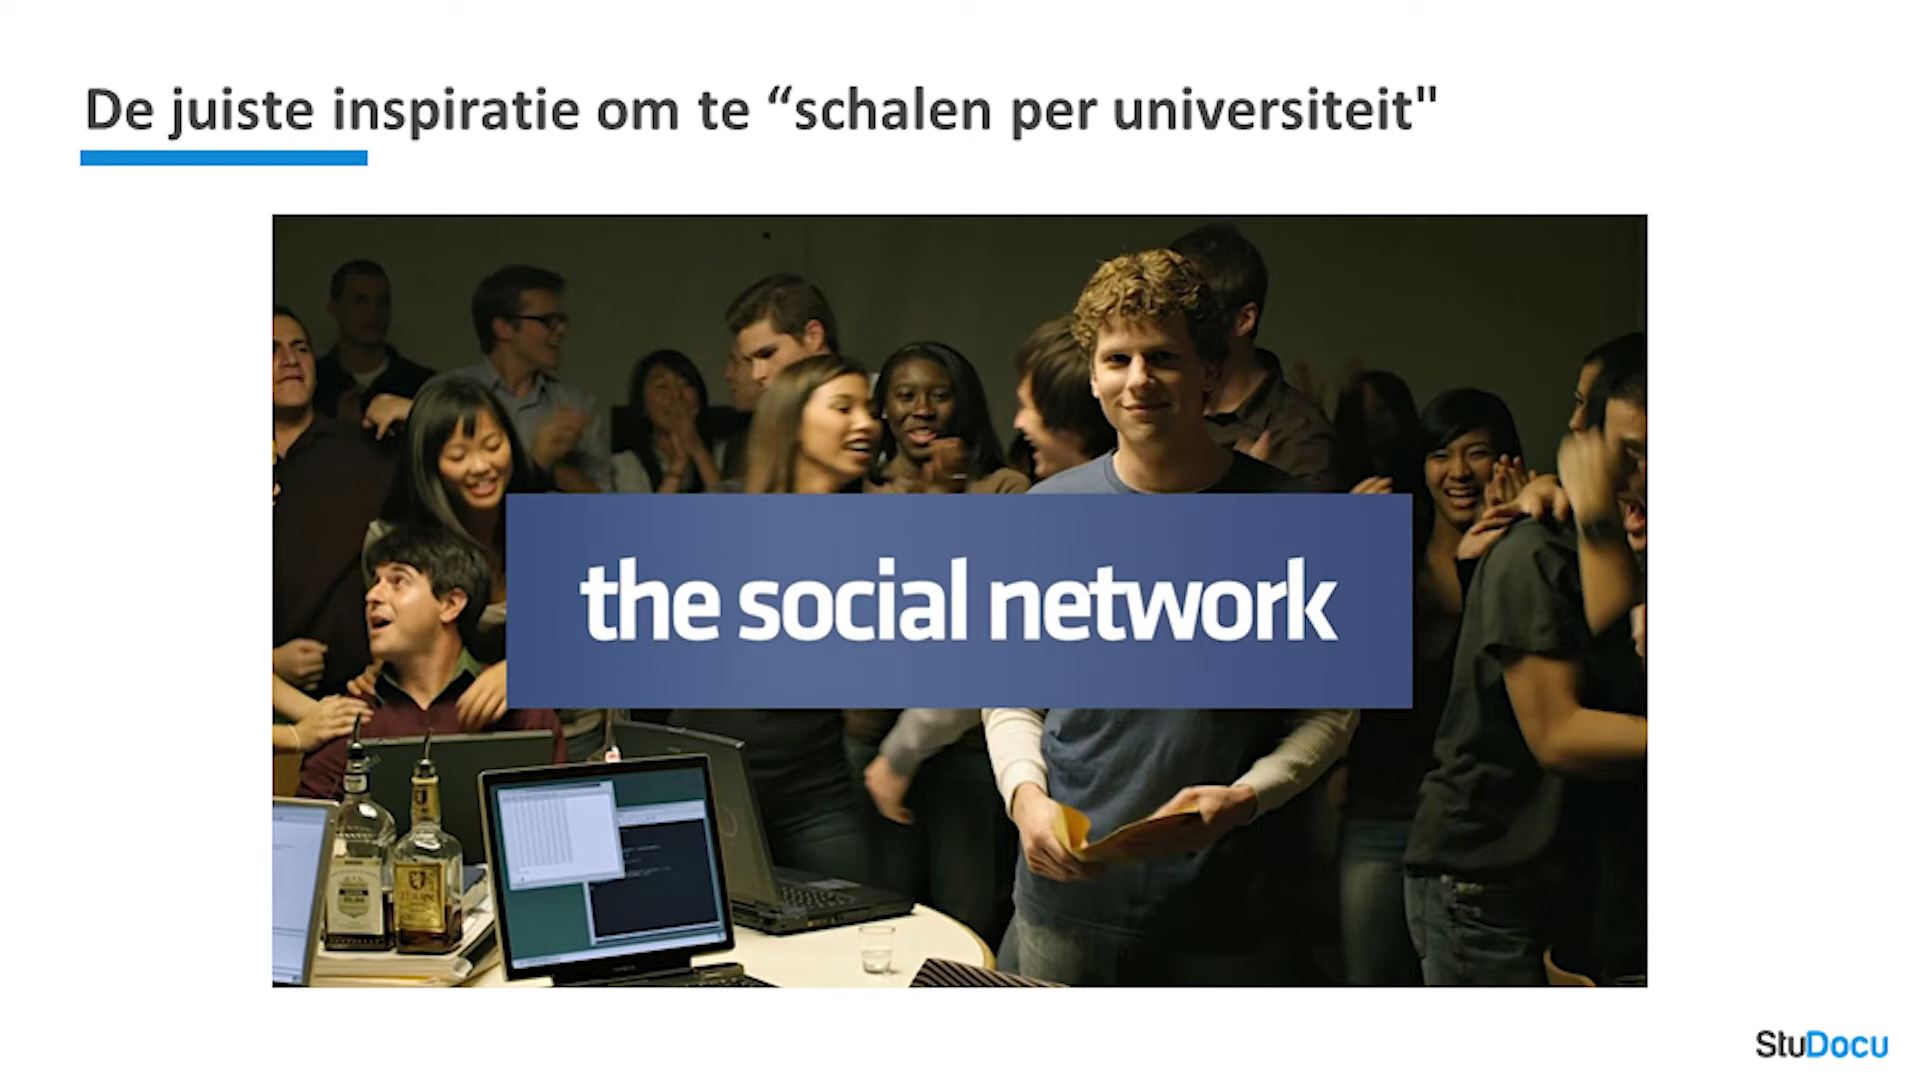 De juiste inspiratie om te “schalen per universiteit"
the social network
StuDocu